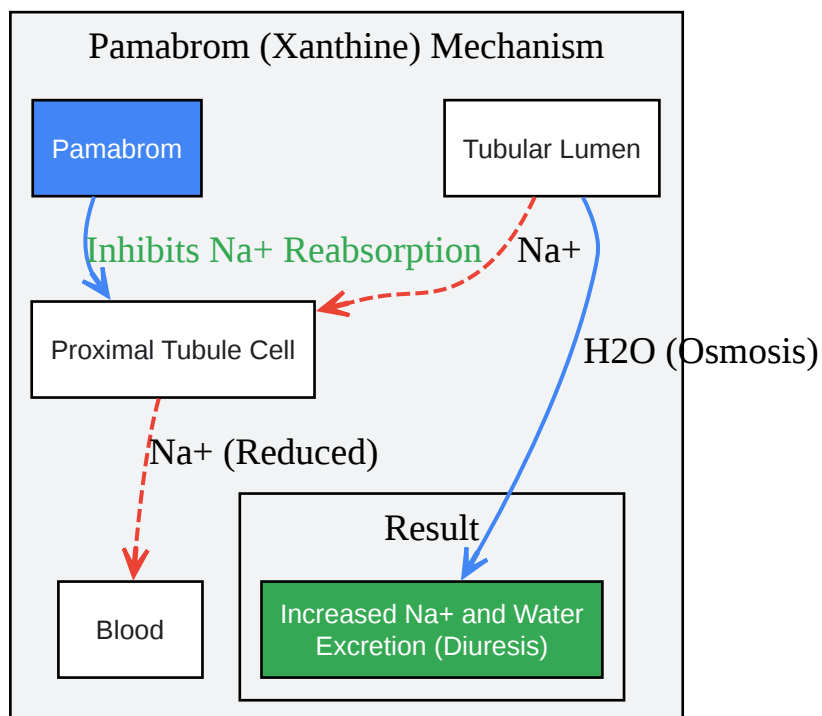 Pamabrom (Xanthine) Mechanism
Pamabrom
Tubular Lumen
Inhibits Na+ Reabsorption
Na+
Proximal Tubule Cell
H2O (Osmosis)
Na+ (Reduced)
Result
Blood
Increased Na+ and Water
Excretion (Diuresis)